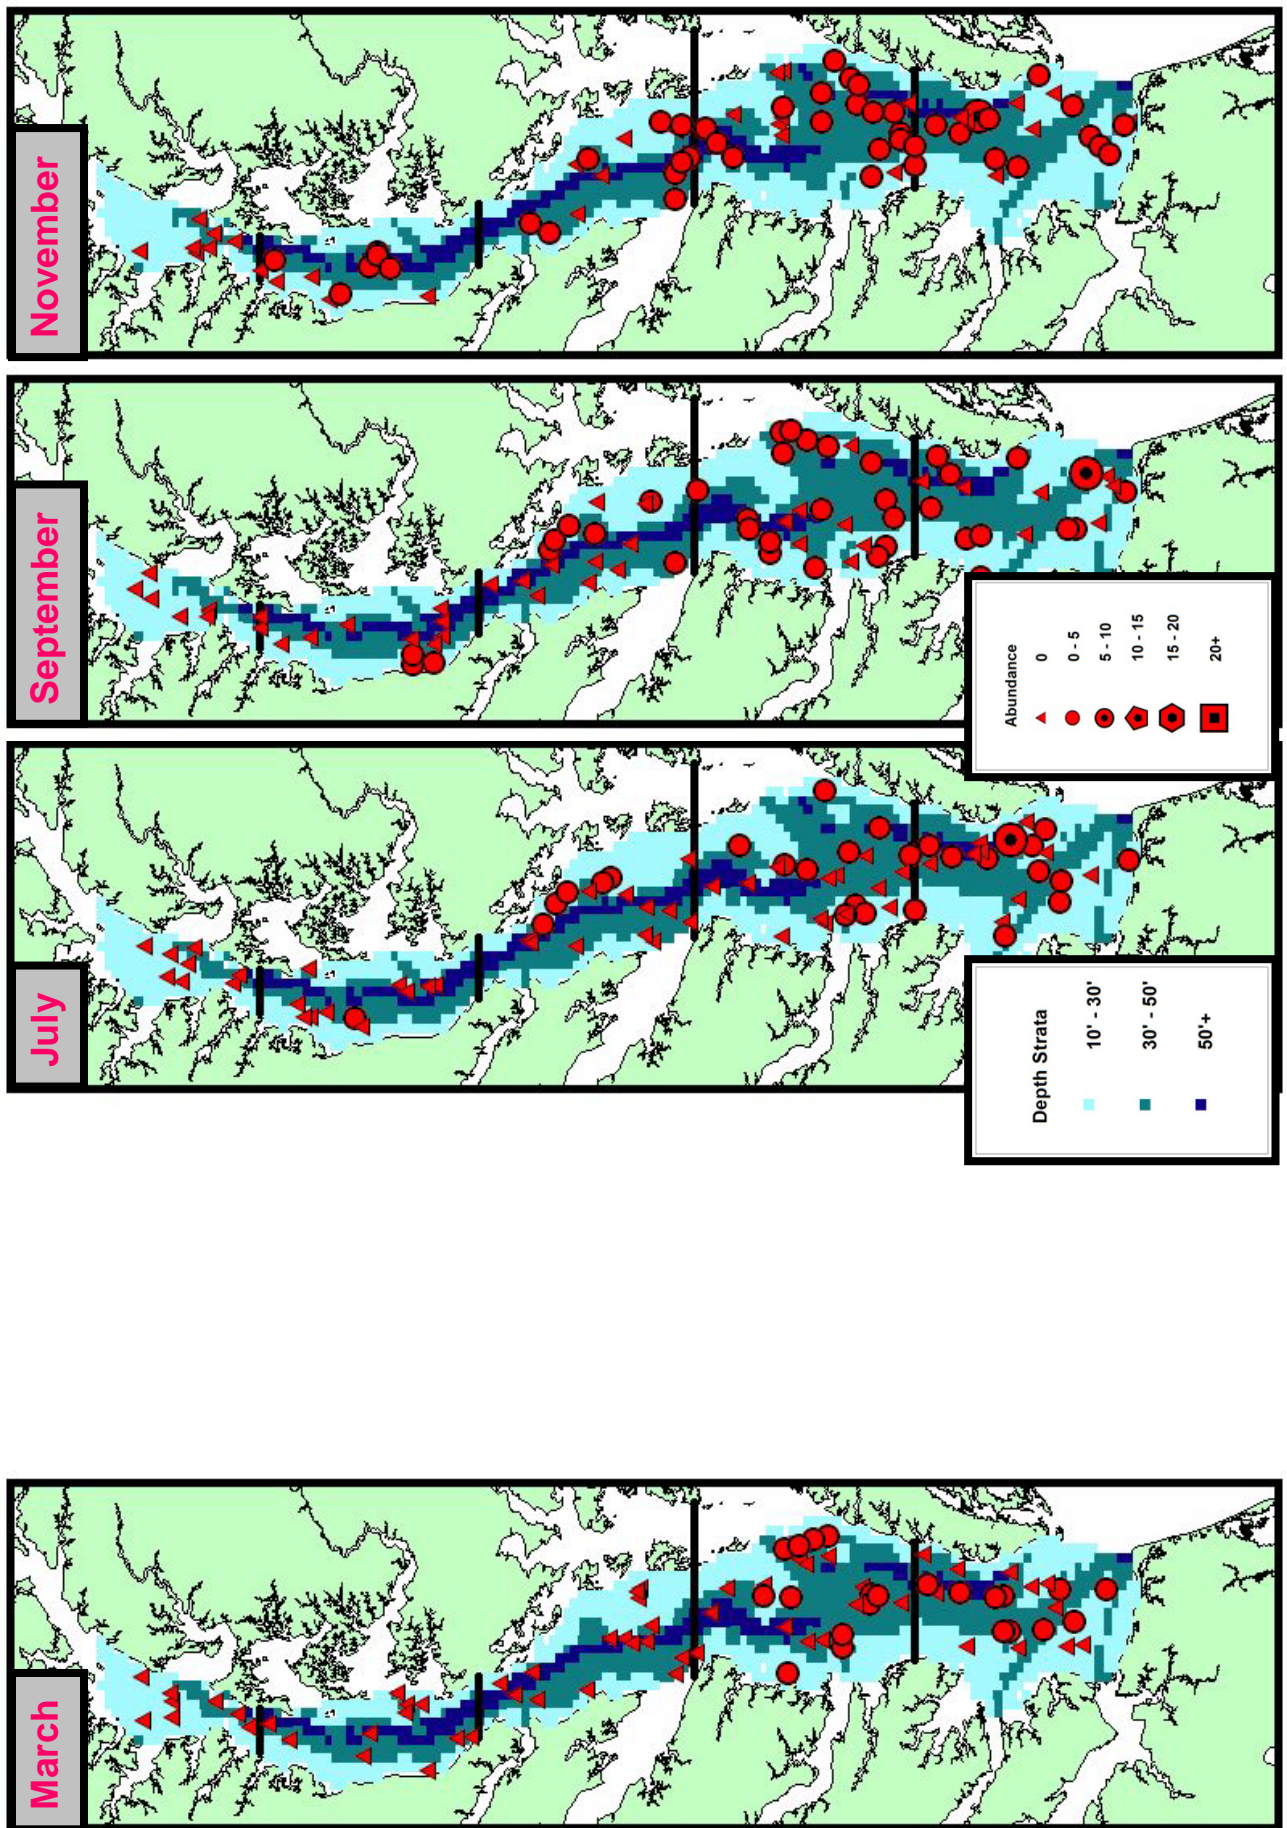 March
July
September
November
Depth Strata
10' - 30'
30' - 50'
50'+
Abundance
0
0 - 5
5 - 10
10 - 15
15 - 20
20+